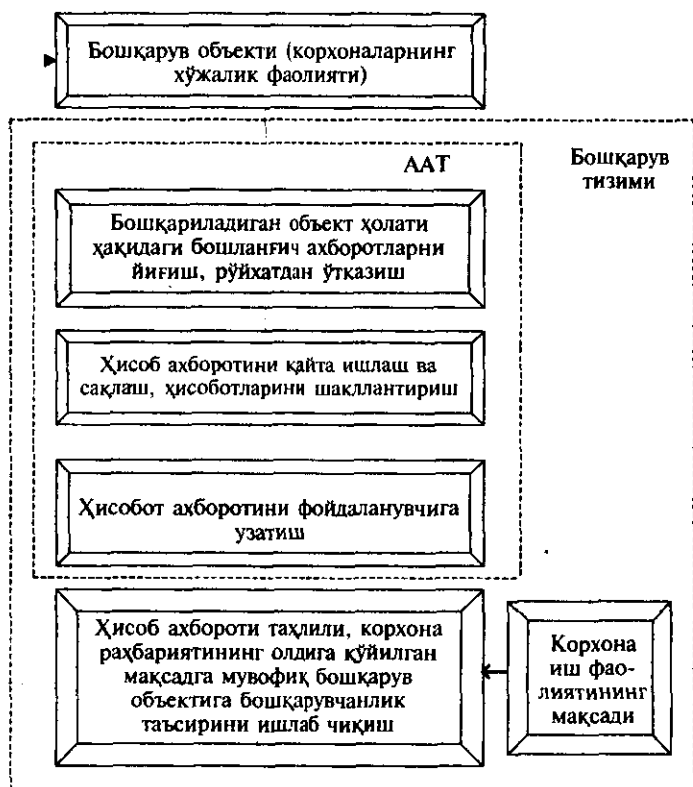 Бошқарув объекти (корхоналарнинг
хўжалик фаолияти)
ААТ
Бошқарув
тизими
Бошқариладиган объект ҳолати
ҳақидаги бошланғич ахборотларни
йиғиш, рўйхатдан ўтказиш
Ҳисоб ахборотини қайта ишлаш ва
сақлаш, ҳисоботларини шакллантириш
Ҳисобот ахборотини фойдаланувчига
узатиш
Ҳисоб ахбороти таҳлили, корхона
раҳбариятининг олдига қўйилган
мақсадга мувофиқ бошқарув
объектига бошқарувчанлик
таъсирини ишлаб чиқиш
Корхона
иш фао-
лиятининг
мақсади